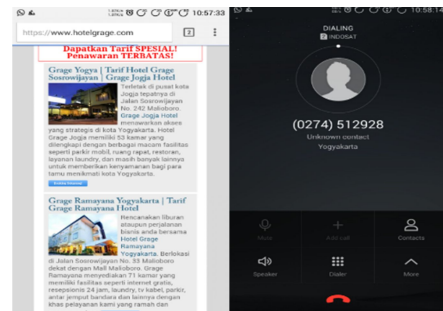 10:57:33
https://www.hotelgrage.com
Dapatkan Tarif SPESIAL!
Penawaran TERBATAS!
Grage Yogya | Tarif Hotel Grage
Sosrowijayan | Grage Jogja Hotel
Terletak di pusat kota
Jogja tepatnya di
Jalan Sosrowijayan
No. 242 Malioboro.
Grage Jogja Hotel
menawarkan akses
yang strategis di kota Yogyakarta. Hotel
Grage Jogja memiliki 53 kamar yang
dilengkapi dengan berbagai macam fasilitas
seperti parkir mobil, ruang rapat, restoran,
layanan laundry, dan masih banyak lainnya
untuk memberikan kenyamanan bagi para
tamu menikmati kota Yogyakarta.
Grage Ramayana Yogyakarta | Tarif
Grage Ramayana Hotel
Rencanakan liburan
ataupun perjalanan
bisnis anda bersama
Hotel Grage
Ramayana
Yogyakarta. Berlokasi
di Jalan Sosrowijayan No. 33 Malioboro
dekat dengan Mall Malioboro. Grage
Ramayana menyediakan 71 kamar yang
memiliki fasilitas seperti internet gratis,
resepsionis 24 jam, laundry, tv kabel, parkir,
antar jemput bandara dan lainnya dengan
khas pelayanan kami yang ramah dan
10:58:14
DIALING
2 INDOSAT
(0274) 512928
Unknown contact
Yogyakarta
Mute
Add call
Contacts
Speaker
Dialer
More